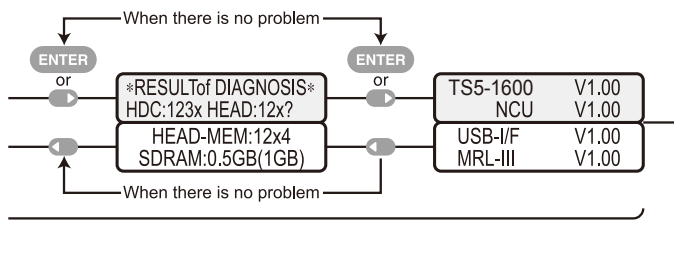 When there is no problem
ENTER
ENTER
or
or
*RESULTof DIAGNOSIS*
HDC:123x HEAD:12x?
HEAD-MEM:12x4
SDRAM:0.5GB(1GB)
TS5-1600 V1.00
NCU V1.00
USB-I/F V1.00
MRL-III V1.00
When there is no problem